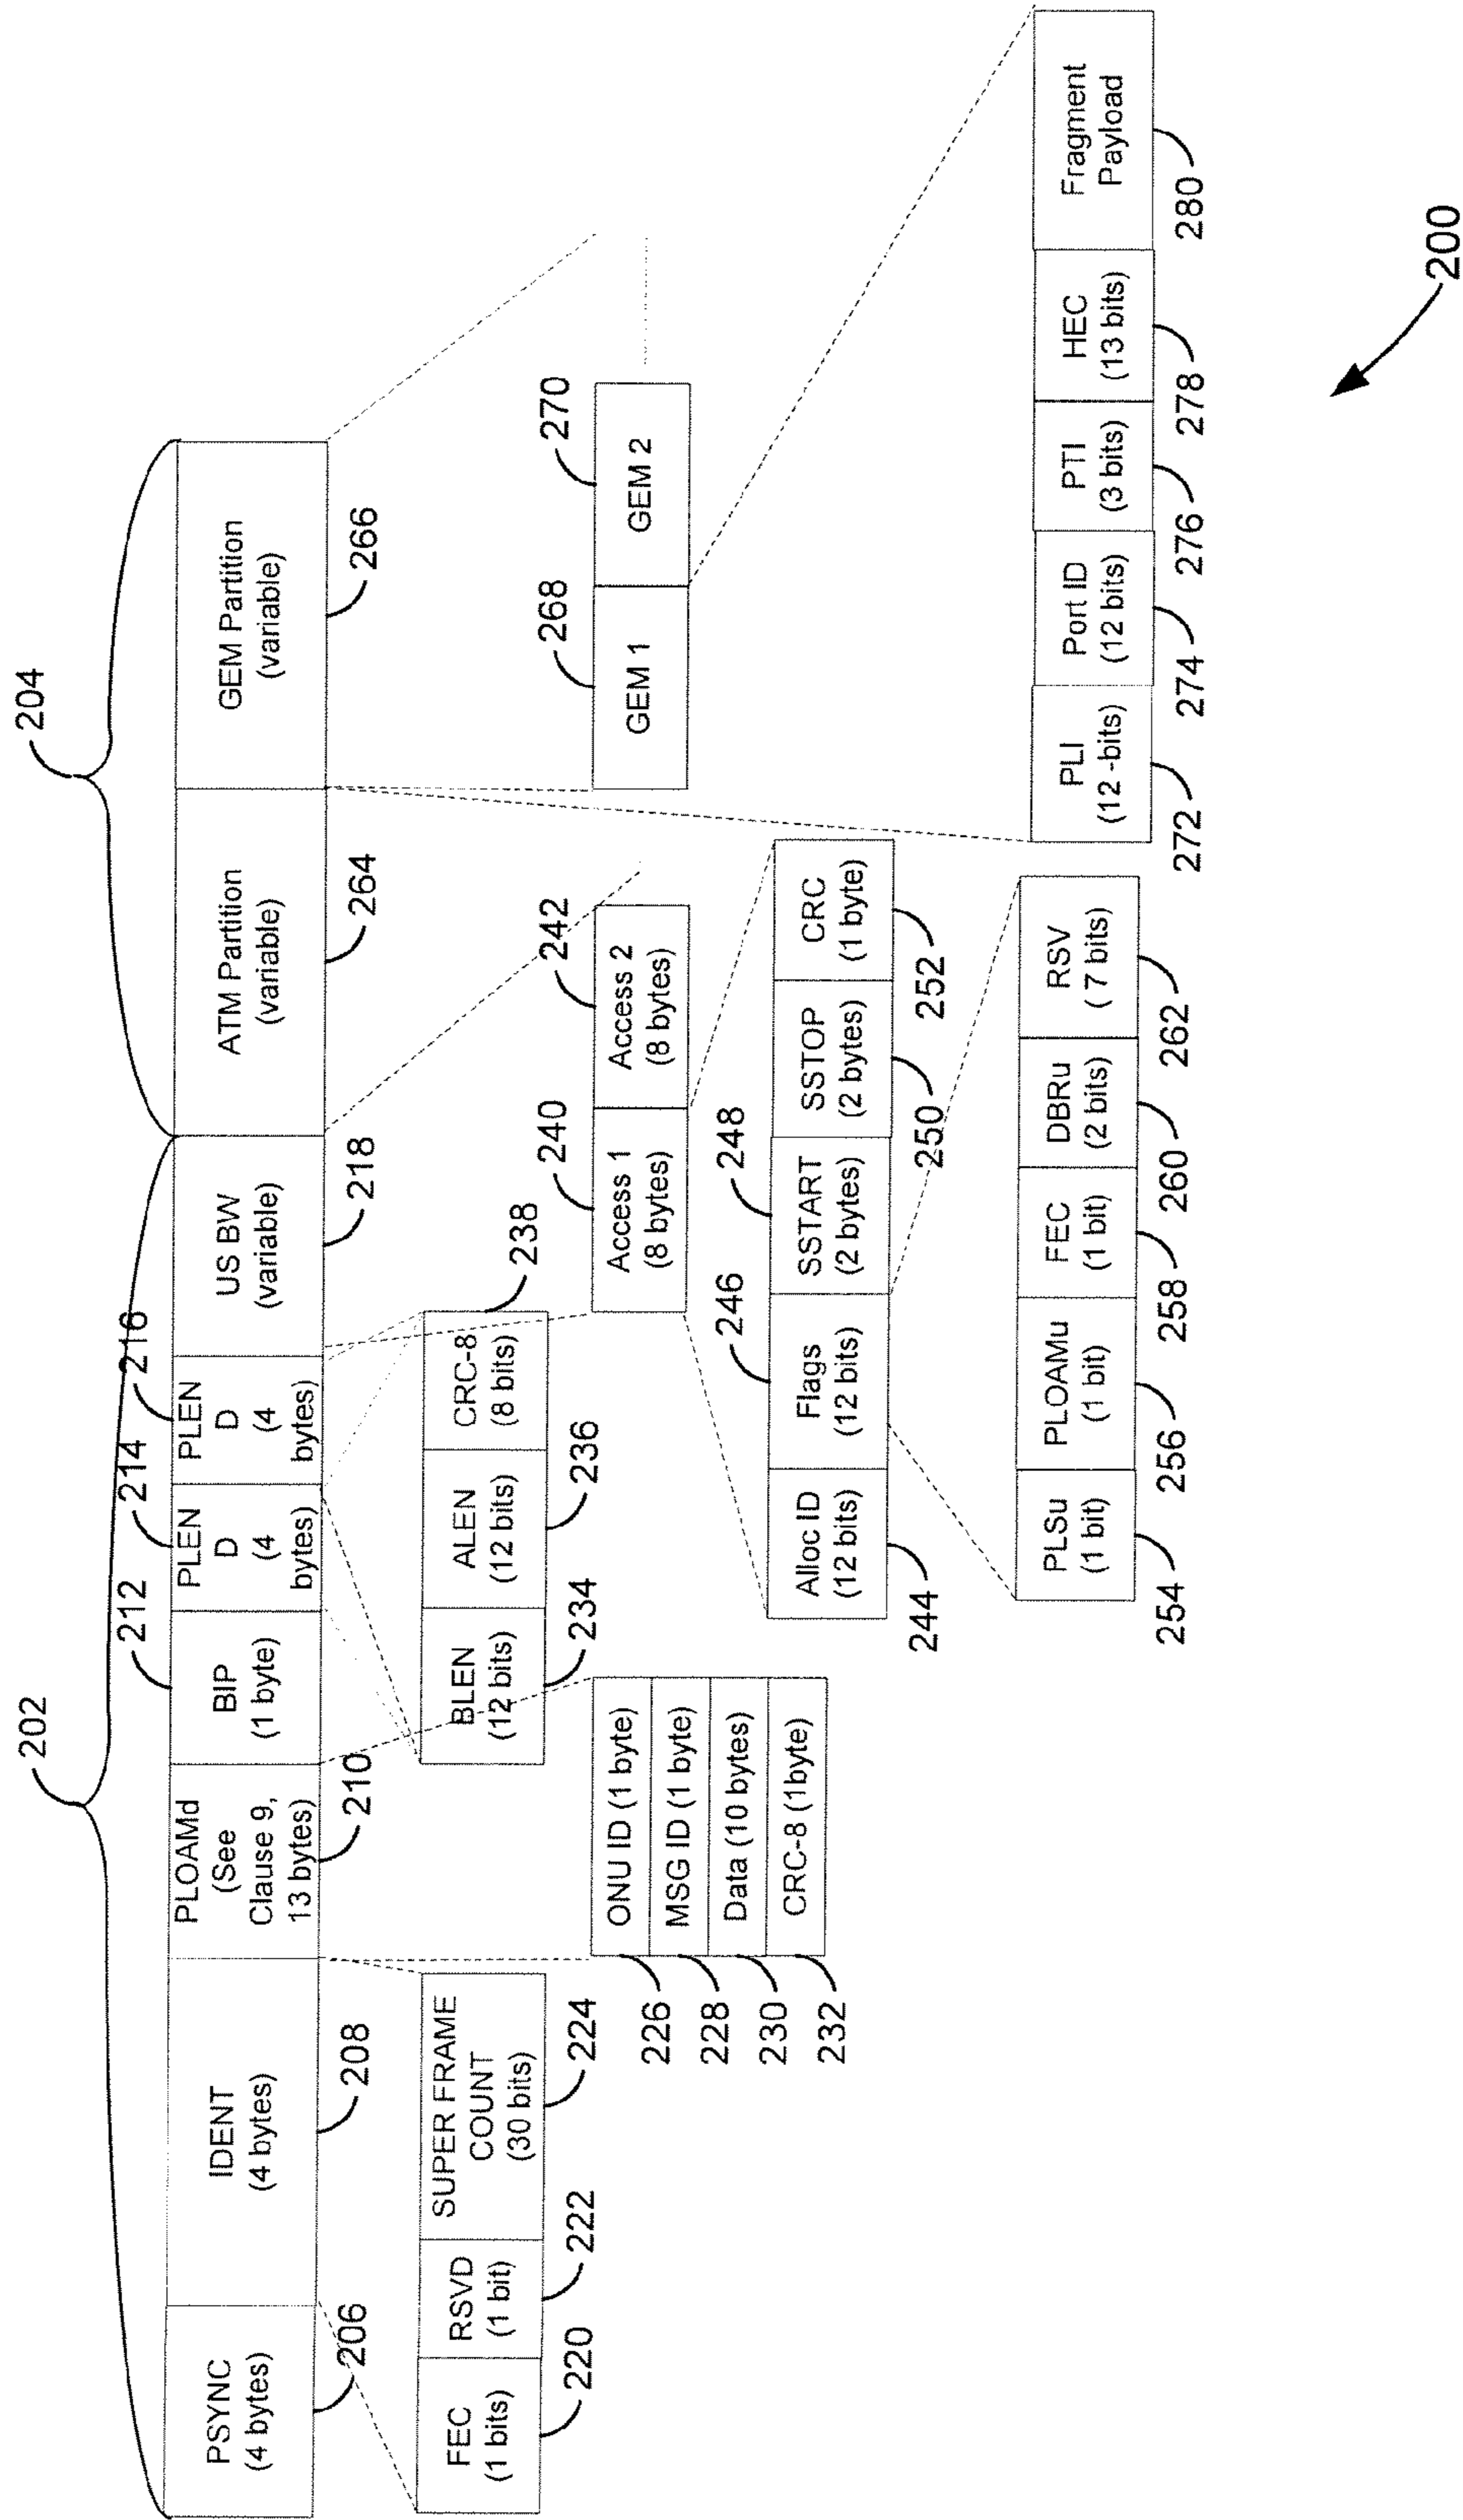 202
204
PSYNC
(4 bytes)
206
IDENT
(4 bytes)
208
PLOAMd
(See
Clause 9,
13 bytes)
210
BIP
(1 byte)
212
PLEN
D
(4
bytes)
214
PLEN
D
(4
bytes)
216
US BW
(variable)
218
ATM Partition
(variable)
264
GEM Partition
(variable)
266
FEC
(1 bits)
220
RSVD
(1 bit)
222
SUPER FRAME
COUNT
(30 bits)
224
BLEN
(12 bits)
234
ALEN
(12 bits)
236
CRC-8
(8 bits)
238
ONU ID (1 byte)
226
MSG ID (1 byte)
228
Data (10 bytes)
230
CRC-8 (1byte)
232
Access 1
(8 bytes)
240
Access 2
(8 bytes)
242
GEM 1
268
GEM 2
270
Alloc ID
(12 bits)
244
Flags
(12 bits)
246
SSTART
(2 bytes)
248
SSTOP
(2 bytes)
250
CRC
(1 byte)
252
PLSu
(1 bit)
254
PLOAMu
(1 bit)
256
FEC
(1 bit)
258
DBRu
(2 bits)
260
RSV
( 7 bits)
262
PLI
(12 -bits)
272
Port ID
(12 bits)
274
PTI
(3 bits)
276
HEC
(13 bits)
278
Fragment
Payload
280
200